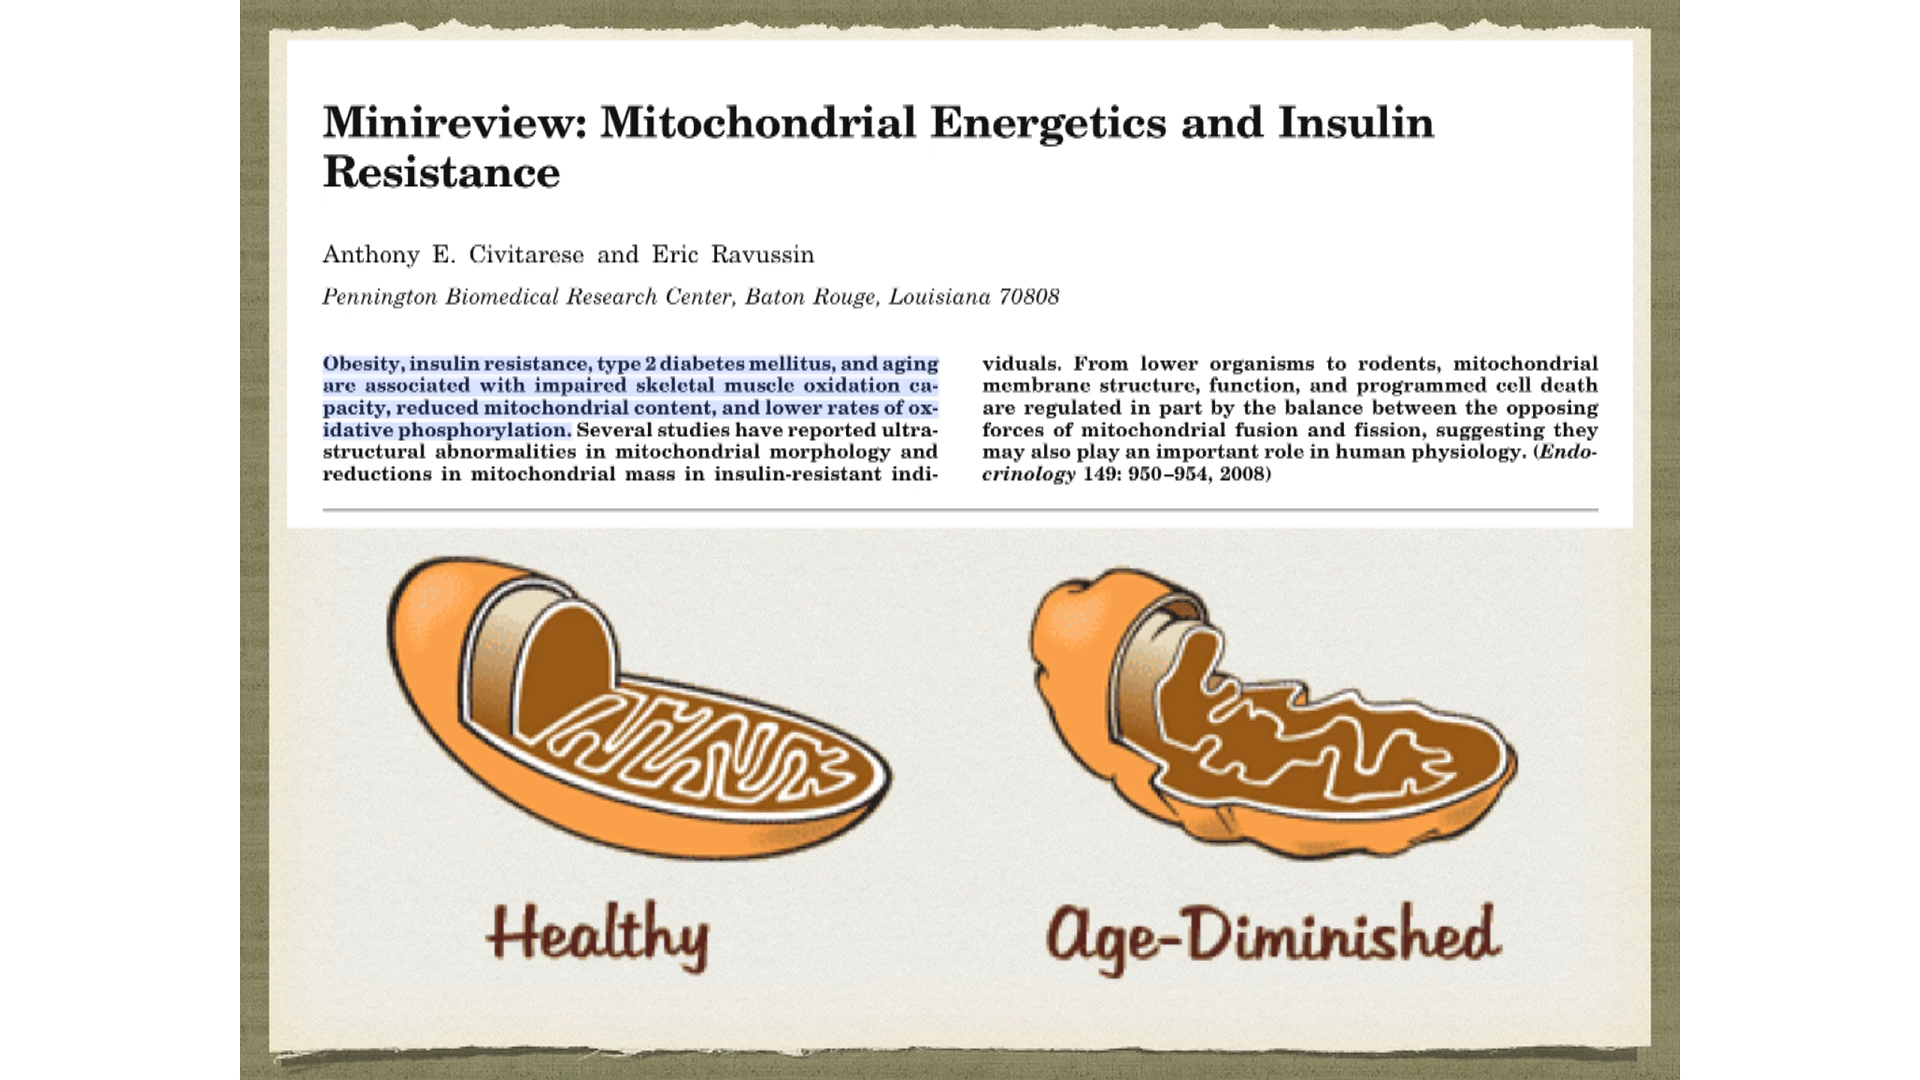 Minireview: Mitochondrial Energetics and Insulin
Resistance
Anthony E. Civitarese and Eric Ravussin
Pennington Biomedical Research Center, Baton Rouge, Louisiana 70808
Obesity, insulin resistance, type 2 diabetes mellitus, and aging
are associated with impaired skeletal muscle oxidation ca-
pacity, reduced mitochondrial content, and lower rates of ox-
idative phosphorylation. Several studies have reported ultra-
structural abnormalities in mitochondrial morphology and
reductions in mitochondrial mass in insulin-resistant indi-
viduals. From lower organisms to rodents, mitochondrial
membrane structure, function, and programmed cell death
are regulated in part by the balance between the opposing
forces of mitochondrial fusion and fission, suggesting they
may also play an important role in human physiology. (Endo-
crinology 149: 950–954, 2008)
Healthy
Age-Diminished